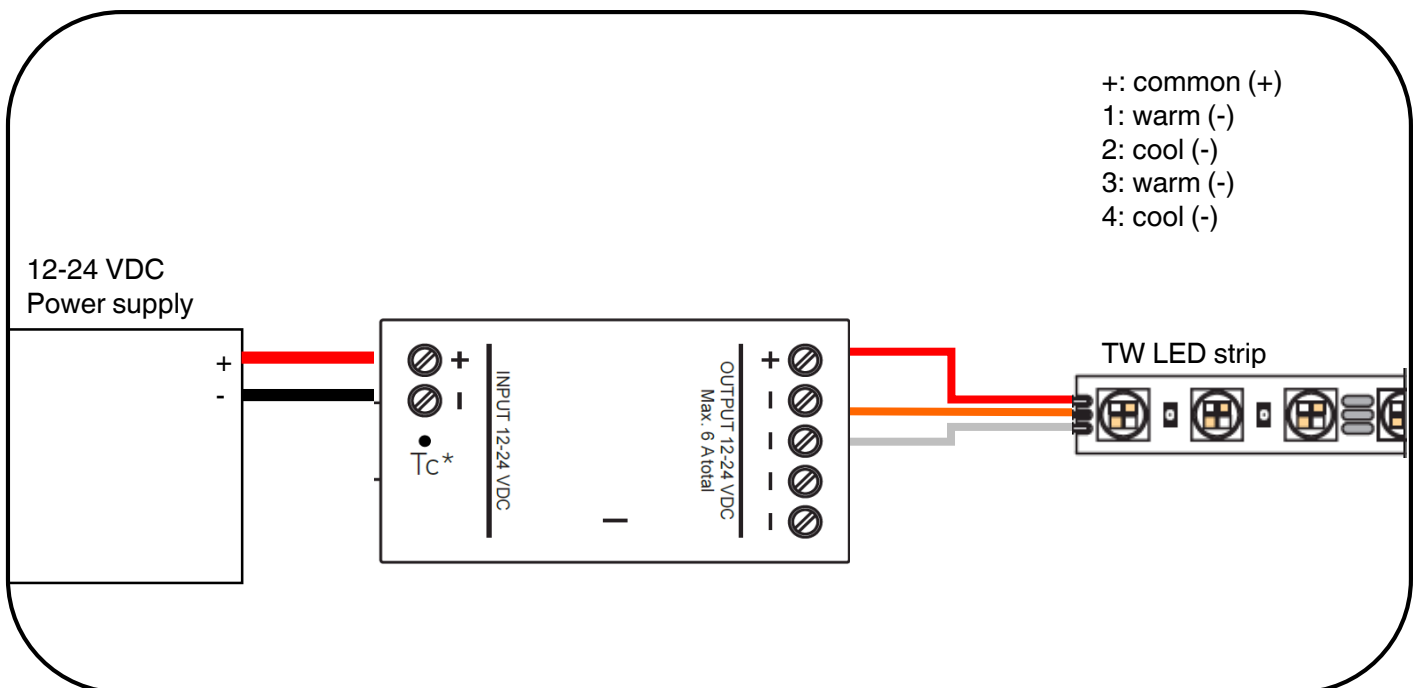 +: common (+)
1: warm (-)
2: cool (-)
3: warm (-)
4: cool (-)
12-24 VDC
Power supply
+
-
+
-
Tc*
INPUT 12-24 VDC
OUTPUT 12-24 VDC
Max. 6 A total
+
-
-
-
-
TW LED strip